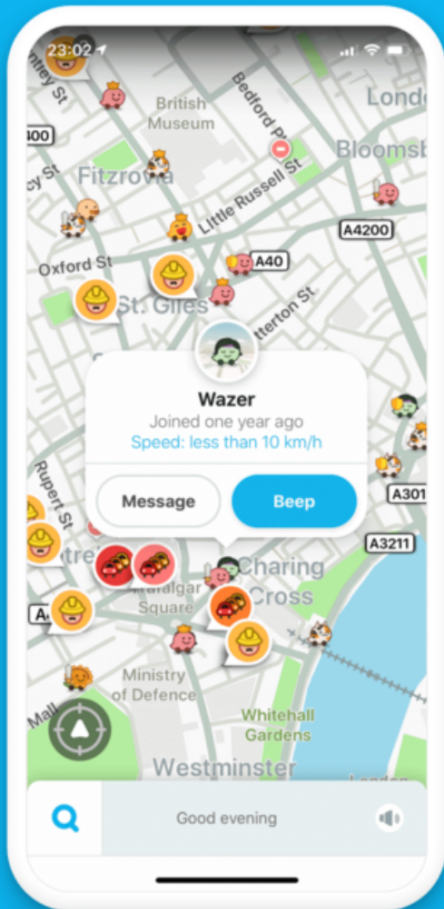 23:02
British
Museum
Bedford
Bloomsb
Fitzrovia
Little Russell St
A4200
Oxford St
A40
St. Giles
Wazer
Joined one year ago
Speed: less than 10 km/h
Message
Beep
Rupert St
A301
A3211
Charing
Cross
Trafalgar
Square
Ministry
of Defence
Mall
Whitehall
Gardens
Westminster
London
Good evening